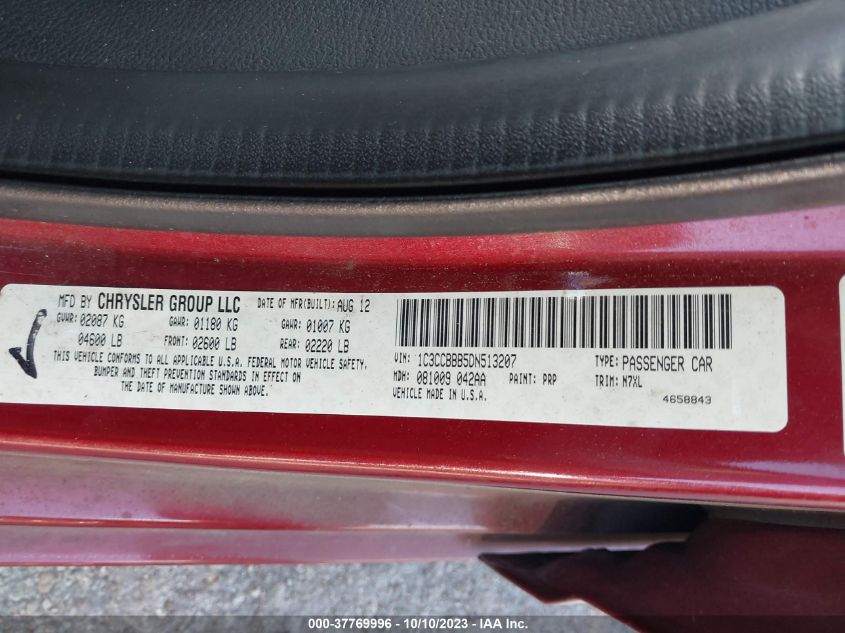 MFD BY CHRYSLER GROUP LLC DATE OF MFR(BUILT): AUG 12
GVWR: 02087 KG GAWR: 01180 KG GAWR: 01007 KG
04600 LB FRONT: 02600 LB REAR: 02220 LB
THIS VEHICLE CONFORMS TO ALL APPLICABLE U.S.A. FEDERAL MOTOR VEHICLE SAFETY,
BUMPER AND THEFT PREVENTION STANDARDS IN EFFECT ON
THE DATE OF MANUFACTURE SHOWN ABOVE.
VIN: 1C3CCBBB5DN513207 TYPE: PASSENGER CAR
MDH: 081009 042AA PAINT: PRP TRIM: N7XL
VEHICLE MADE IN U.S.A. 4658843
000-37769996 - 10/10/2023 - IAA Inc.